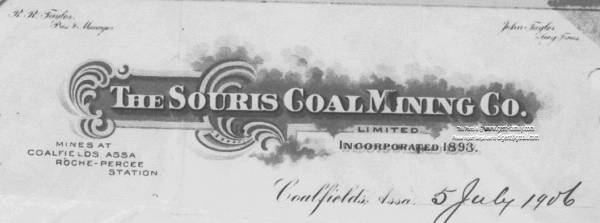 R. R. Taylor,
Pres. & Manager
John Taylor
Secy Treas.
THE SOURIS COAL MINING CO.
LIMITED
INCORPORATED 1893.
MINES AT
COALFIELDS, ASSA
ROCHE-PERCEE
STATION
Coalfields, Assa. 5 July 1906